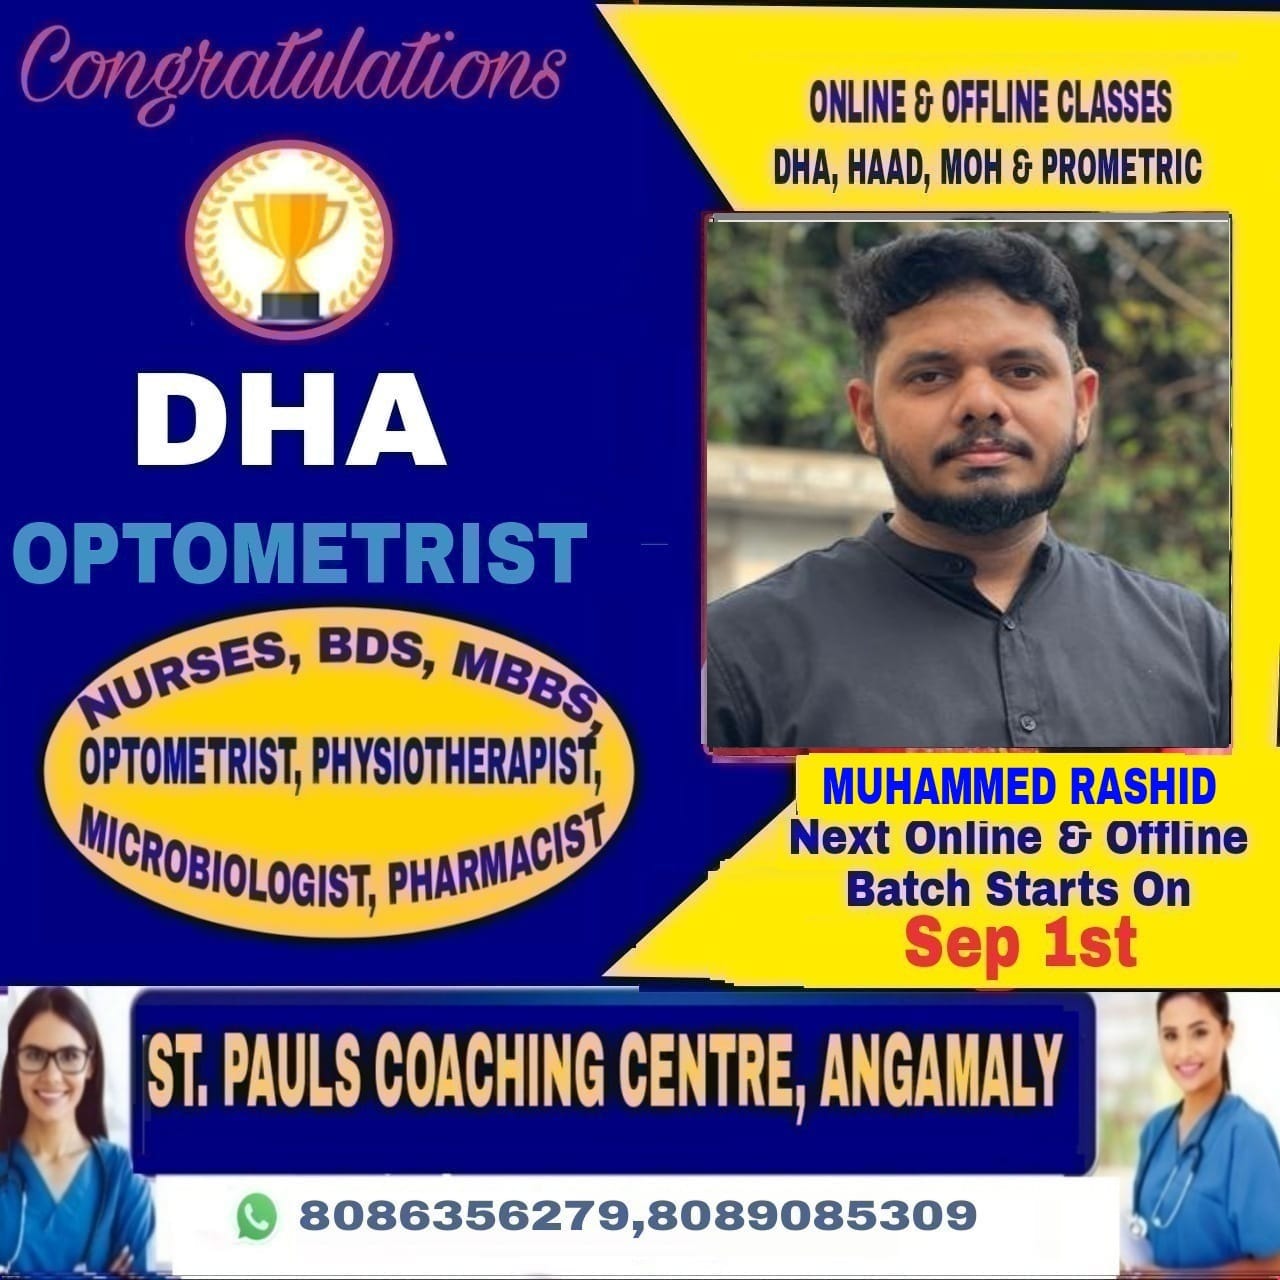 Congratulations
DHA
OPTOMETRIST
NURSES, BDS, MBBS,
OPTOMETRIST, PHYSIOTHERAPIST,
MICROBIOLOGIST, PHARMACIST
ONLINE & OFFLINE CLASSES
DHA, HAAD, MOH & PROMETRIC
MUHAMMED RASHID
Next Online & Offline
Batch Starts On
Sep 1st
ST. PAULS COACHING CENTRE, ANGAMALY
8086356279,8089085309